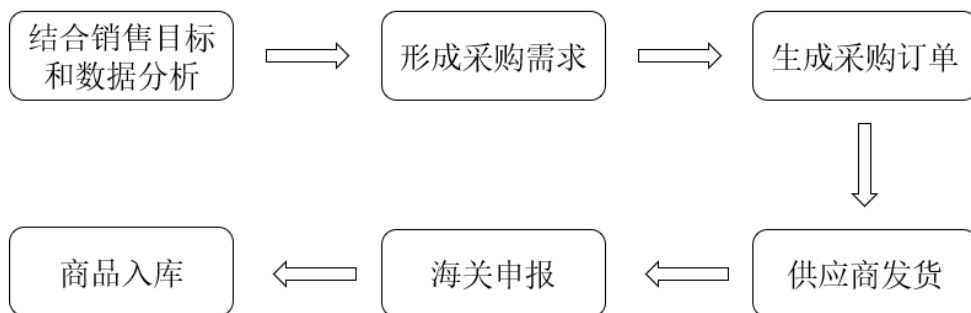 结合销售目标
和数据分析
形成采购需求
生成采购订单
供应商发货
海关申报
商品入库